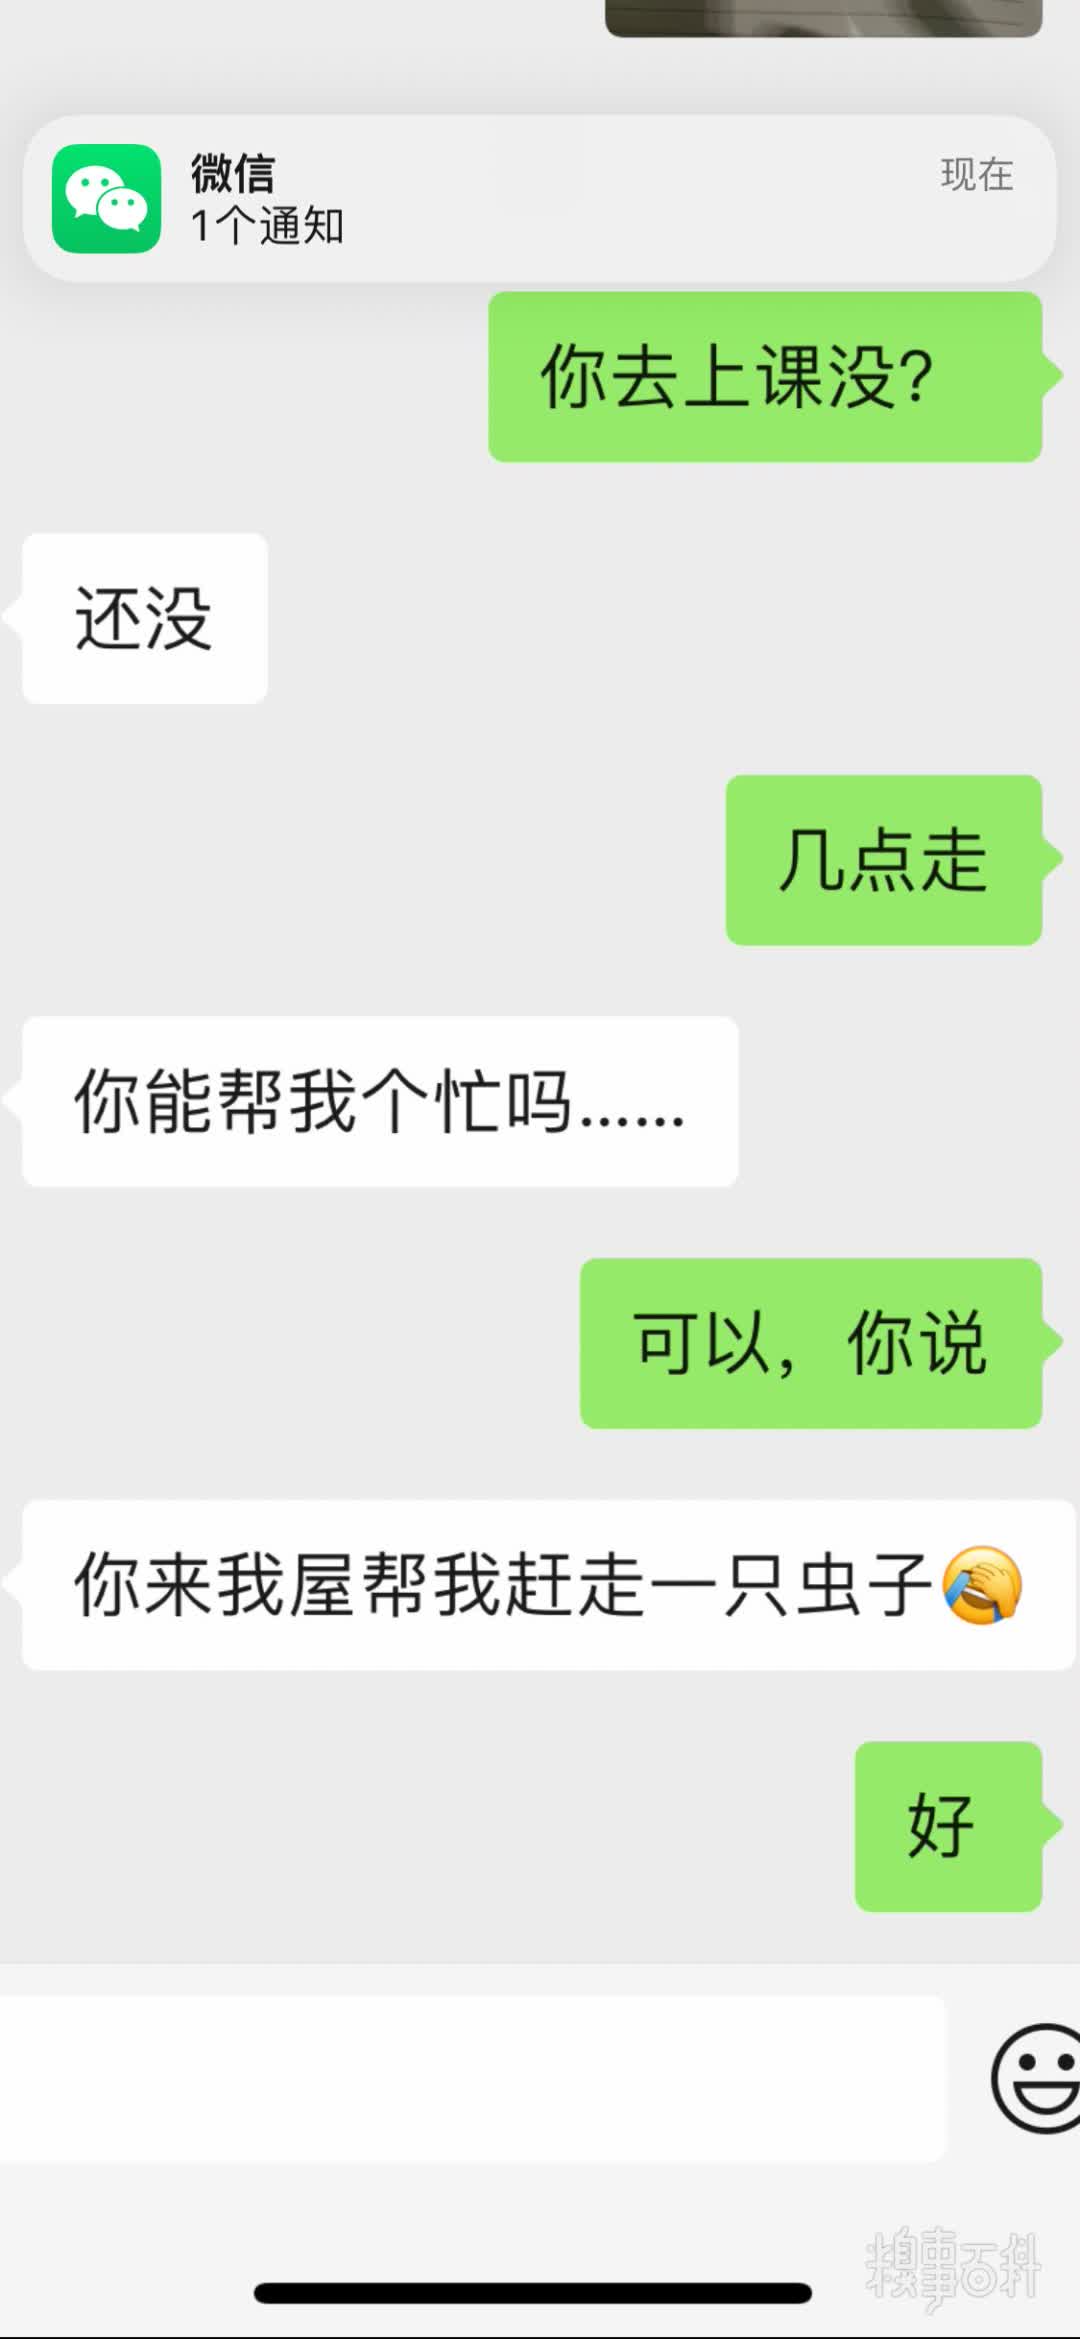 微信
现在
1个通知
你去上课没?
还没
几点走
你能帮我个忙吗……
可以，你说
你来我屋帮我赶走一只虫子🤦
好
糗事百科